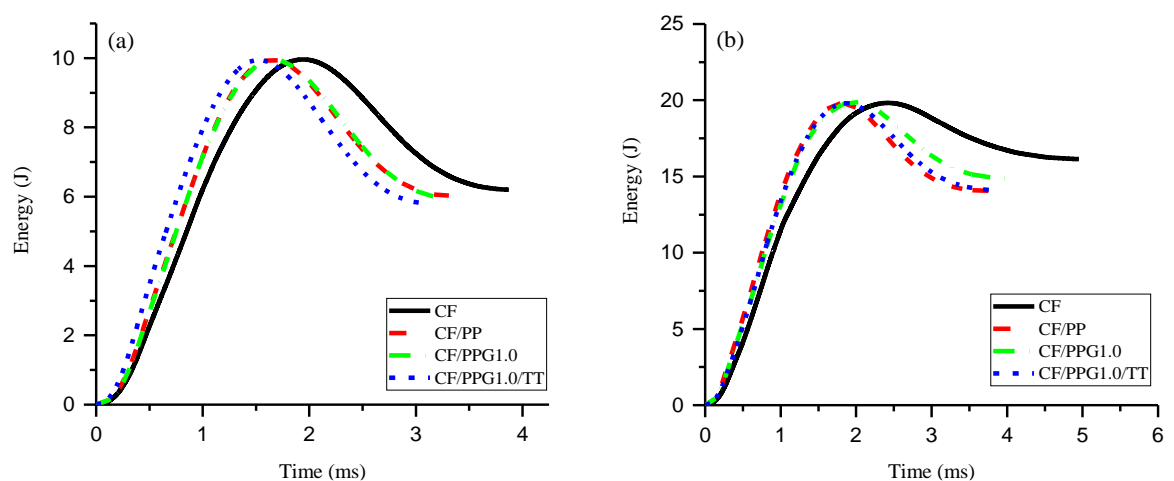 (a)
Energy (J)
10
8
6
4
2
0
0 1 2 3 4
Time (ms)
CF
CF/PP
CF/PPG1.0
CF/PPG1.0/TT
(b)
Energy (J)
25
20
15
10
5
0
0 1 2 3 4 5 6
Time (ms)
CF
CF/PP
CF/PPG1.0
CF/PPG1.0/TT